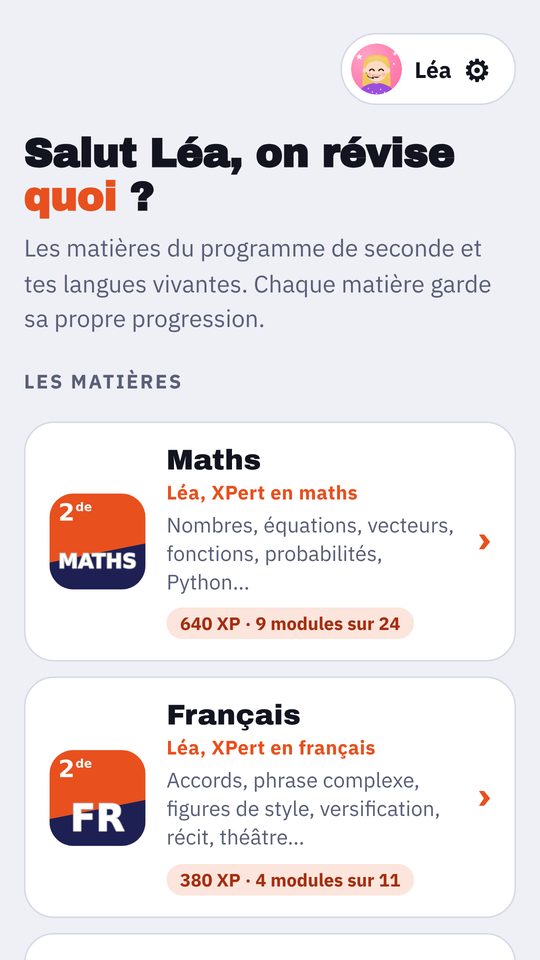 Léa
Salut Léa, on révise
quoi ?
Les matières du programme de seconde et
tes langues vivantes. Chaque matière garde
sa propre progression.
LES MATIÈRES
2de
MATHS
Maths
Léa, XPert en maths
Nombres, équations, vecteurs,
fonctions, probabilités,
Python...
640 XP · 9 modules sur 24
2de
FR
Français
Léa, XPert en français
Accords, phrase complexe,
figures de style, versification,
récit, théâtre...
380 XP · 4 modules sur 11